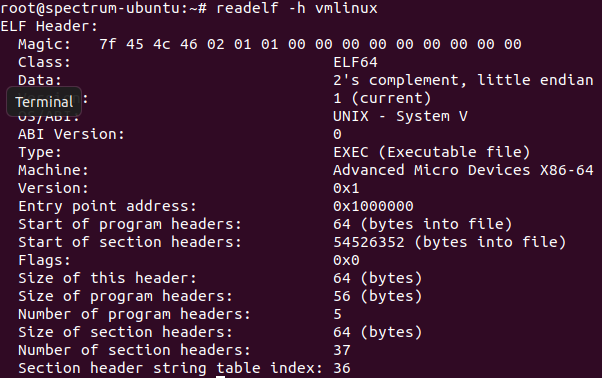 root@spectrum-ubuntu:~# readelf -h vmlinux
ELF Header:
  Magic:   7f 45 4c 46 02 01 01 00 00 00 00 00 00 00 00 00
  Class:                             ELF64
  Data:                              2's complement, little endian
Terminal :                           1 (current)
  OS/ABI:                            UNIX - System V
  ABI Version:                       0
  Type:                              EXEC (Executable file)
  Machine:                           Advanced Micro Devices X86-64
  Version:                           0x1
  Entry point address:               0x1000000
  Start of program headers:          64 (bytes into file)
  Start of section headers:          54526352 (bytes into file)
  Flags:                             0x0
  Size of this header:               64 (bytes)
  Size of program headers:           56 (bytes)
  Number of program headers:         5
  Size of section headers:           64 (bytes)
  Number of section headers:         37
  Section header string table index: 36